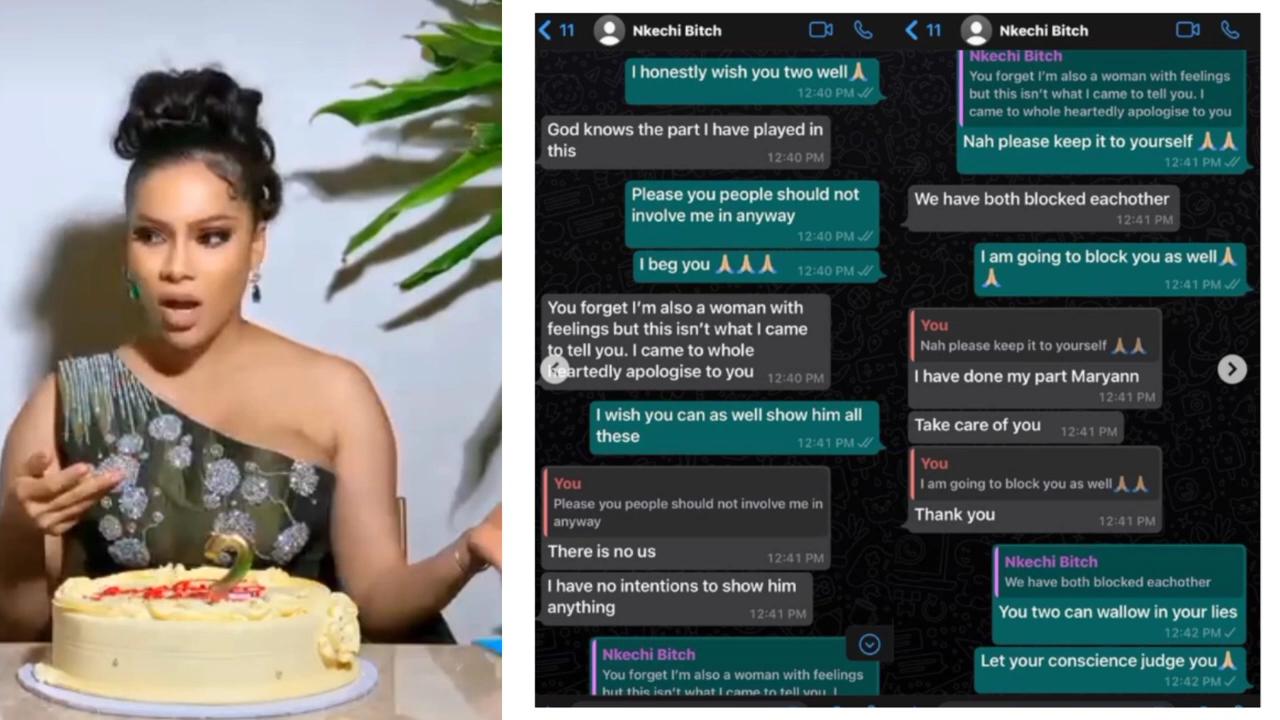 11
Nkechi Bitch
I honestly wish you two well🙏🏼
12:40 PM
God knows the part I have played in
this
12:40 PM
Please you people should not
involve me in anyway
12:40 PM
I beg you 🙏🏼🙏🏼🙏🏼
12:40 PM
You forget I'm also a woman with
feelings but this isn't what I came
to tell you. I came to whole
heartedly apologise to you
12:40 PM
I wish you can as well show him all
these
12:41 PM
You
Please you people should not involve me in
anyway
There is no us
12:41 PM
I have no intentions to show him
anything
12:41 PM
Nkechi Bitch
You forget I'm also a woman with feelings
but this isn't what I came to tell you. I
11
Nkechi Bitch
Nkechi Bitch
You forget I'm also a woman with feelings
but this isn't what I came to tell you. I
came to whole heartedly apologise to you
Nah please keep it to yourself 🙏🏼🙏🏼
12:41 PM
We have both blocked eachother
12:41 PM
I am going to block you as well🙏🏼
🙏🏼
12:41 PM
You
Nah please keep it to yourself 🙏🏼🙏🏼
I have done my part Maryann
12:41 PM
Take care of you
12:41 PM
You
I am going to block you as well🙏🏼🙏🏼
Thank you
12:41 PM
Nkechi Bitch
We have both blocked eachother
You two can wallow in your lies
12:42 PM
Let your conscience judge you🙏🏼
12:42 PM